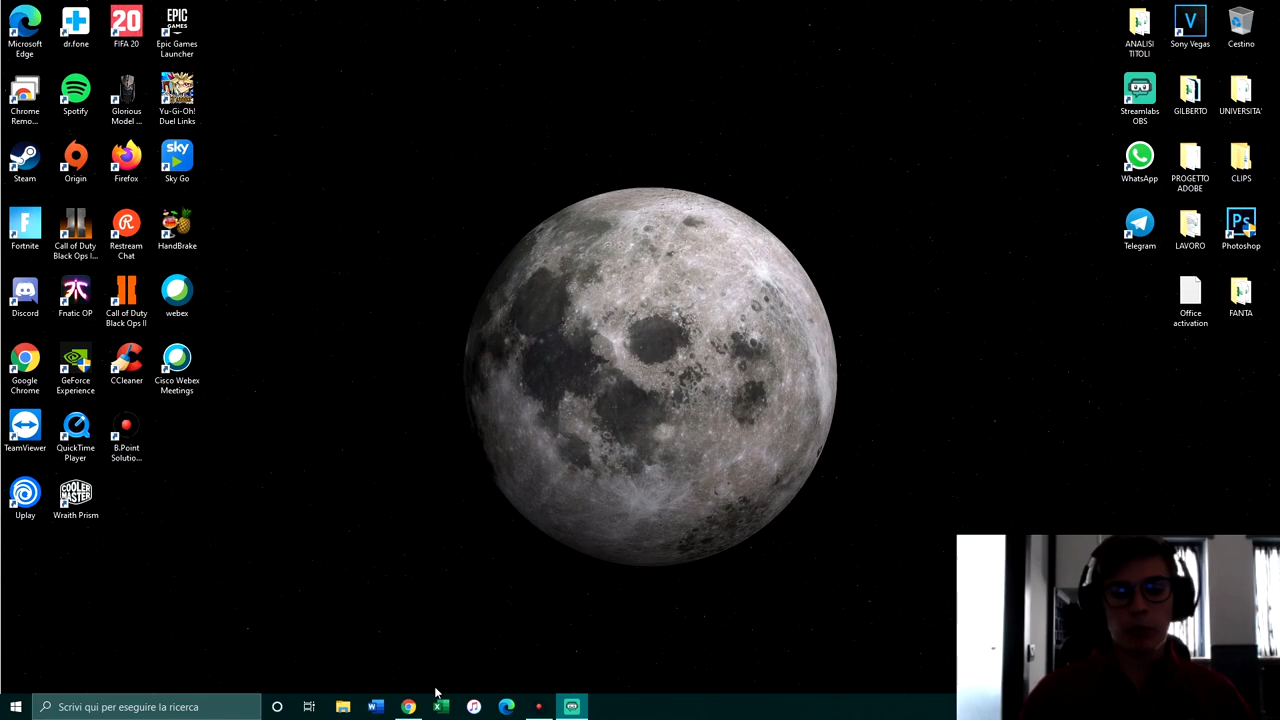 Microsoft Edge
dr.fone
20
FIFA 20
EPIC GAMES
Epic Games Launcher
Chrome Remo...
Spotify
Glorious Model ...
Yu-Gi-Oh! Duel Links
Steam
Origin
Firefox
sky
Sky Go
F
Fortnite
Call of Duty Black Ops I...
Restream Chat
HandBrake
Discord
Fnatic OP
Call of Duty Black Ops II
webex
Google Chrome
GeForce Experience
CCleaner
Cisco Webex Meetings
TeamViewer
QuickTime Player
B.Point Solutio...
Uplay
COOLER MASTER
Wraith Prism
ANALISI TITOLI
V
Sony Vegas
Cestino
Streamlabs OBS
GILBERTO
UNIVERSITA'
WhatsApp
PROGETTO ADOBE
CLIPS
Telegram
LAVORO
Ps
Photoshop
Office activation
FANTA
Scrivi qui per eseguire la ricerca